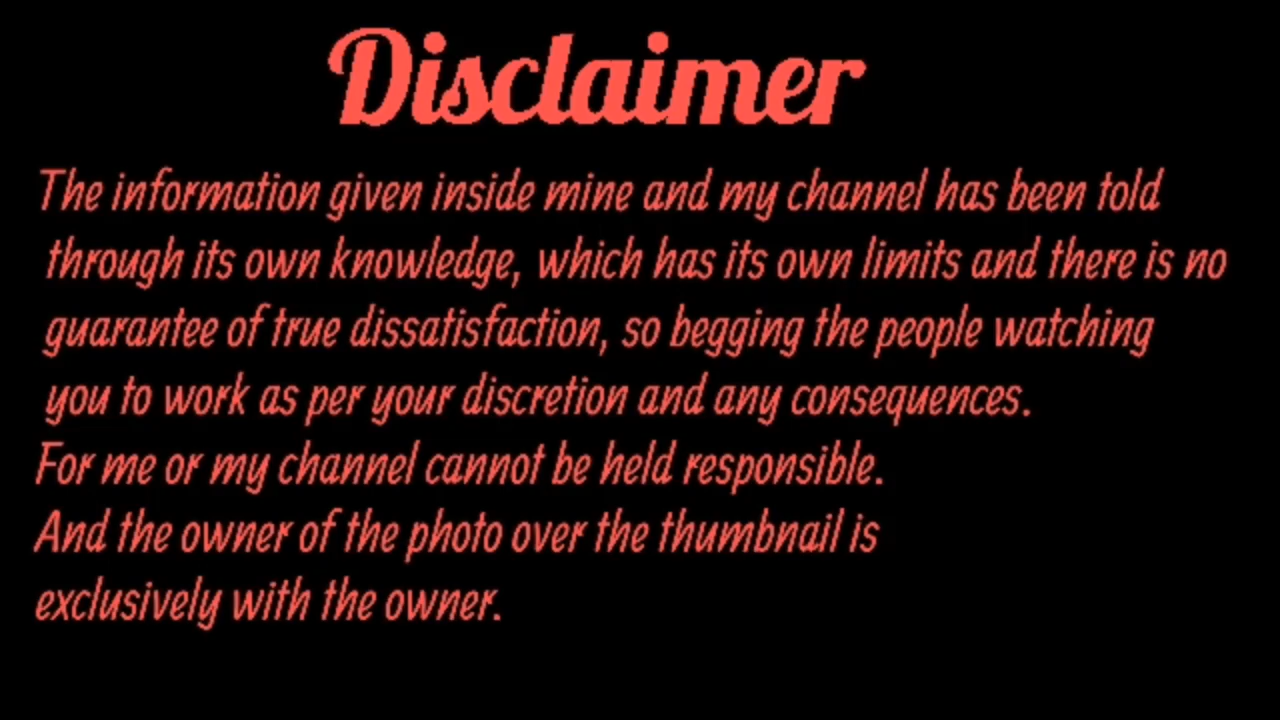 Disclaimer
The information given inside mine and my channel has been told
through its own knowledge, which has its own limits and there is no
guarantee of true dissatisfaction, so begging the people watching
you to work as per your discretion and any consequences.
For me or my channel cannot be held responsible.
And the owner of the photo over the thumbnail is
exclusively with the owner.